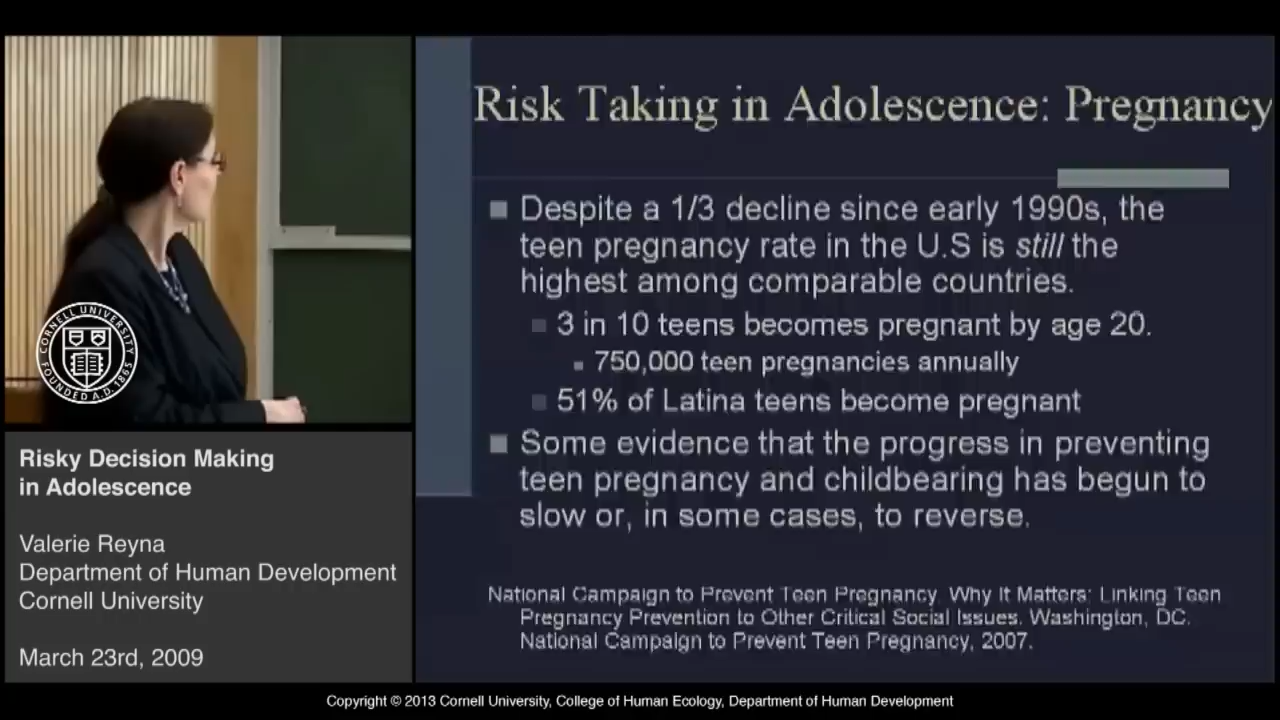 Risk Taking in Adolescence: Pregnancy
Despite a 1/3 decline since early 1990s, the
teen pregnancy rate in the U.S is still the
highest among comparable countries.
3 in 10 teens becomes pregnant by age 20.
750,000 teen pregnancies annually
51% of Latina teens become pregnant
Some evidence that the progress in preventing
teen pregnancy and childbearing has begun to
slow or, in some cases, to reverse.
National Campaign to Prevent Teen Pregnancy. Why It Matters: Linking Teen
Pregnancy Prevention to Other Critical Social Issues. Washington, DC.
National Campaign to Prevent Teen Pregnancy, 2007.
CORNELL UNIVERSITY
FOUNDED A.D. 1865
Risky Decision Making
in Adolescence
Valerie Reyna
Department of Human Development
Cornell University
March 23rd, 2009
Copyright © 2013 Cornell University, College of Human Ecology, Department of Human Development